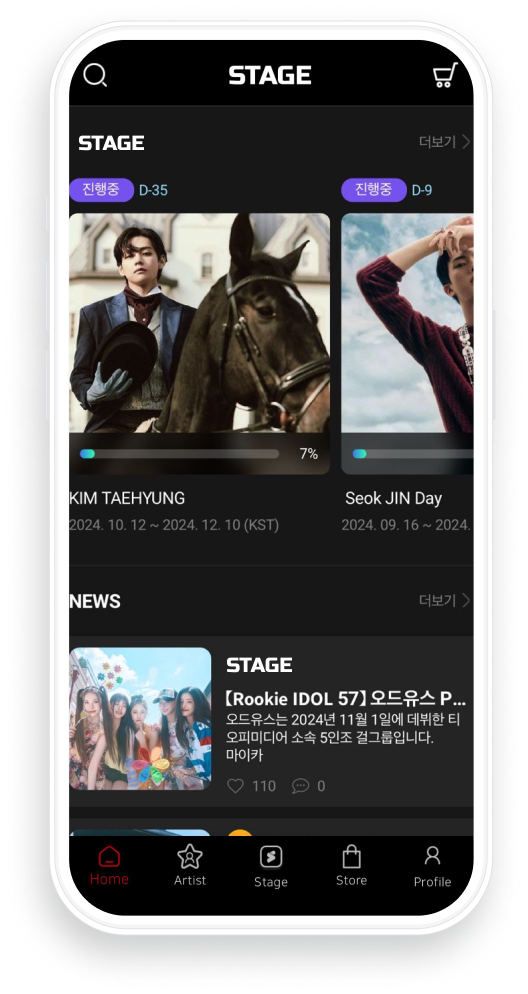 STAGE
STAGE
더보기
진행중 D-35
진행중 D-9
7%
KIM TAEHYUNG
Seok JIN Day
2024. 10. 12 ~ 2024. 12. 10 (KST)
2024. 09. 16 ~ 2024.
NEWS
더보기
STAGE
【Rookie IDOL 57】 오드유스 P...
오드유스는 2024년 11월 1일에 데뷔한 티
오피미디어 소속 5인조 걸그룹입니다.
마이카
110
0
Home
Artist
Stage
Store
Profile